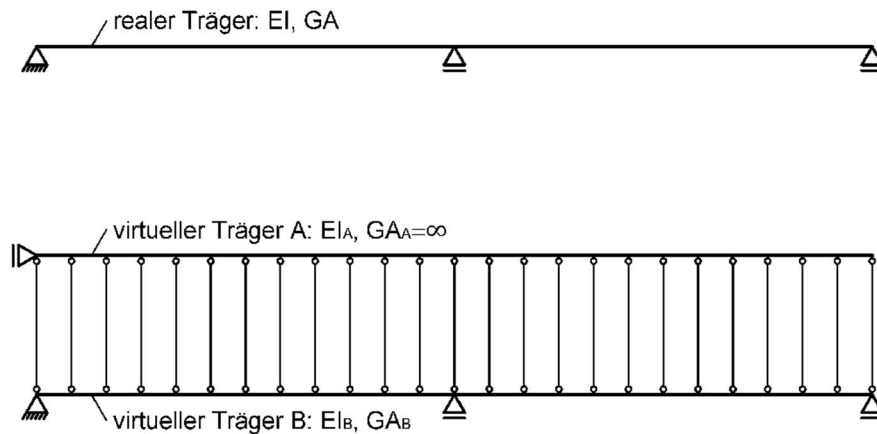 realer Träger: EI, GA
virtueller Träger A: EIA, GAA=∞
virtueller Träger B: EIB, GAB